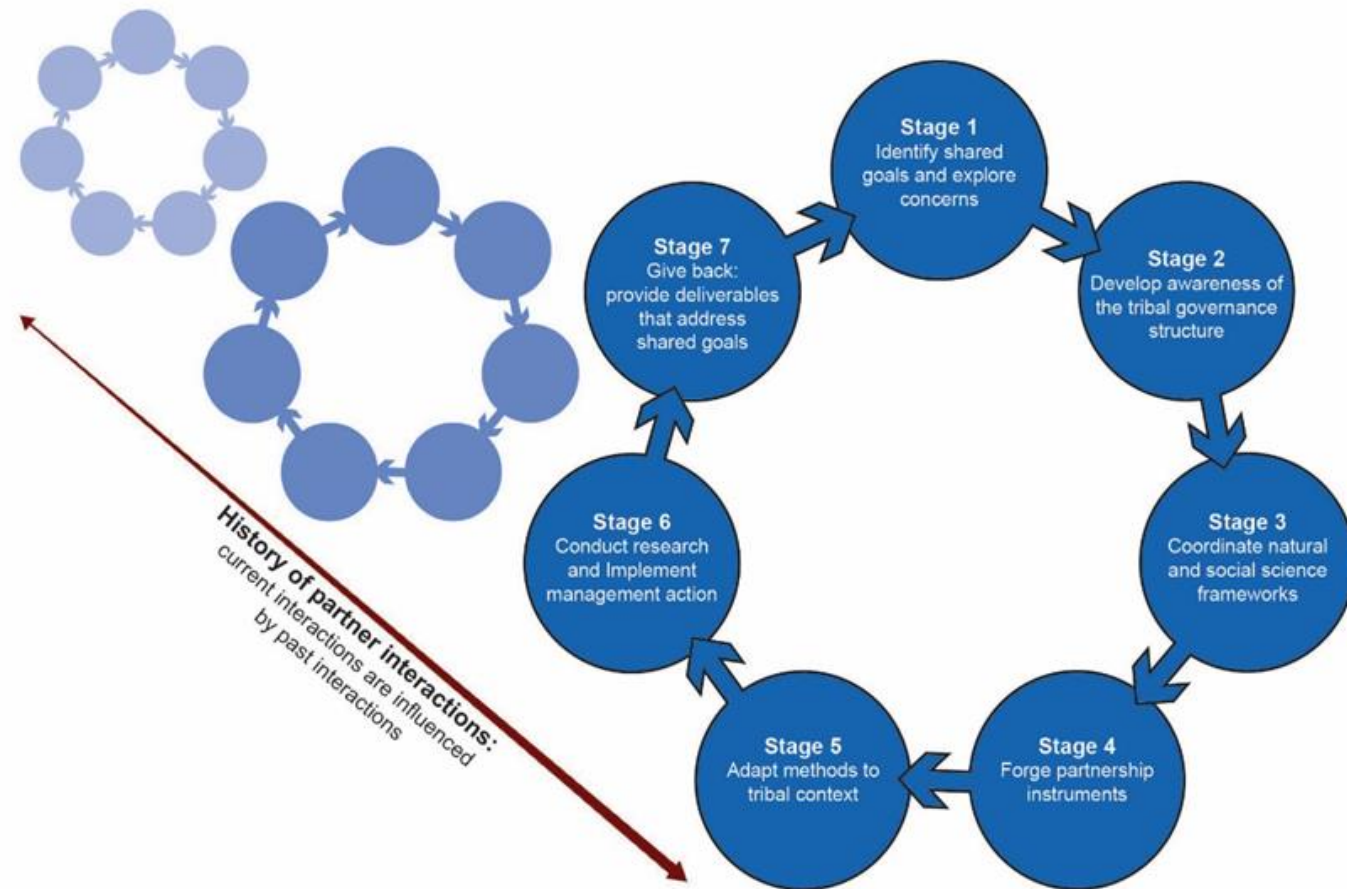 Stage 1
Identify shared
goals and explore
concerns
Stage 2
Develop awareness of
the tribal governance
structure
Stage 3
Coordinate natural
and social science
frameworks
Stage 4
Forge partnership
instruments
Stage 5
Adapt methods to
tribal context
Stage 6
Conduct research
and Implement
management action
Stage 7
Give back:
provide deliverables
that address
shared goals
History of partner interactions:
current interactions are influenced
by past interactions